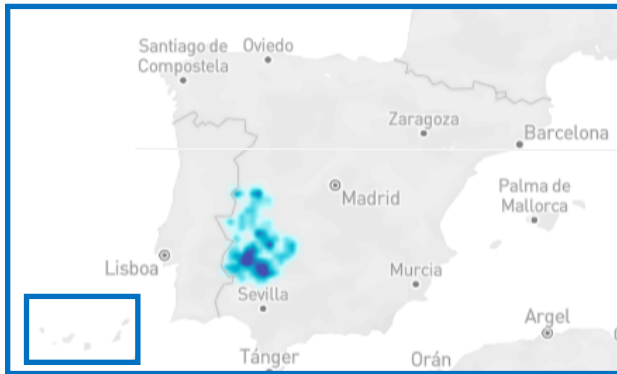 Santiago de
Compostela
Oviedo
Zaragoza
Barcelona
Madrid
Palma de
Mallorca
Lisboa
Murcia
Sevilla
Argel
Tánger
Orán